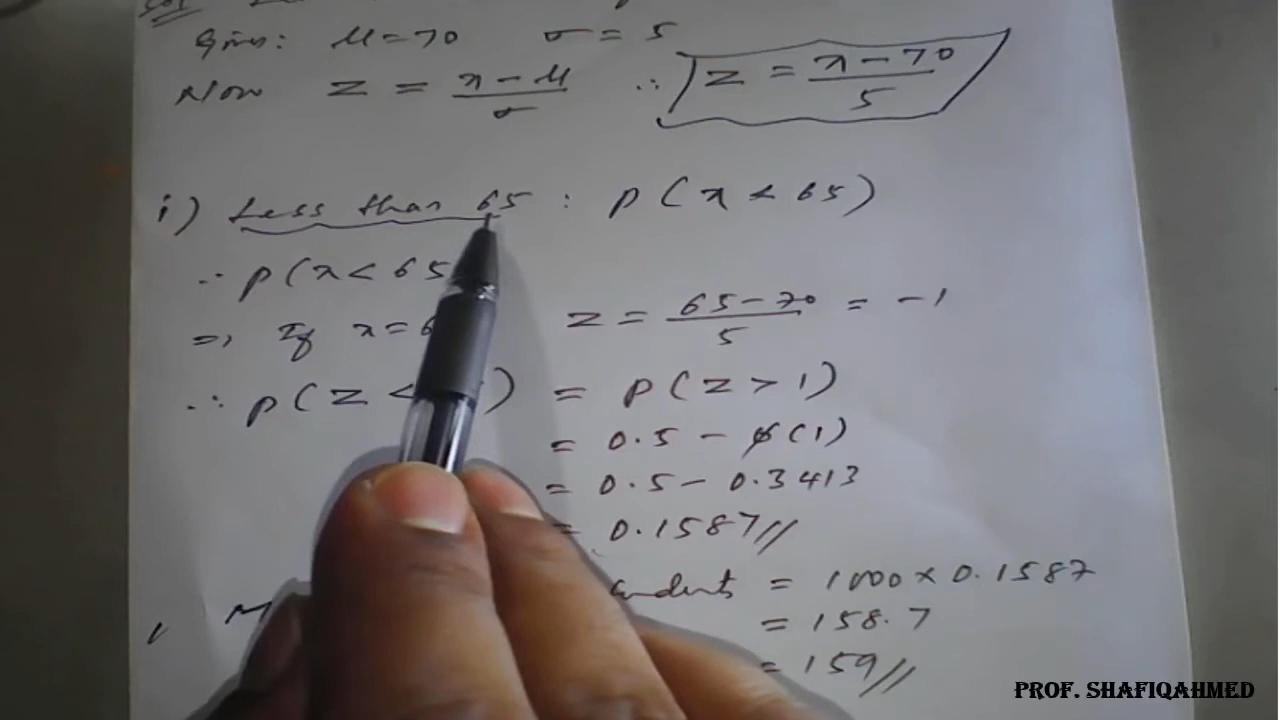 Given: μ = 70 σ = 5
Now Z = (x - μ)/σ ∴ Z = (x - 70)/5
i) Less than 65 : P(x < 65)
∴ P(x < 65
⇒ If x = 6 Z = (65 - 70)/5 = -1
∴ P(Z < ) = P(Z > 1)
= 0.5 - ϕ(1)
= 0.5 - 0.3413
= 0.1587//
= 1000 × 0.1587
= 158.7
= 159//
PROF. SHAFIQAHMED